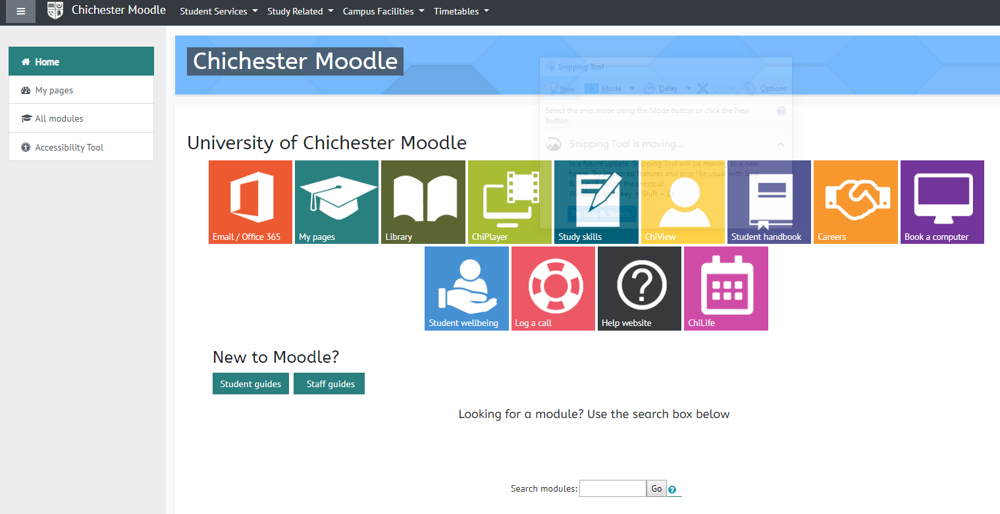 Chichester Moodle Student Services Study Related Campus Facilities Timetables
Home
My pages
All modules
Accessibility Tool
Chichester Moodle
Snipping Tool
New Mode Delay Cancel Options
Select the snip mode using the Mode button or click the New
button.
Snipping Tool is moving...
In a future update, Snipping Tool will be moving to a new
home. Try improved features and snip like usual with Snip
& Sketch (or try the shortcut
Windows logo key + Shift + S).
Try Snip & Sketch
University of Chichester Moodle
Email / Office 365
My pages
Library
ChiPlayer
Study skills
ChiView
Student handbook
Careers
Book a computer
Student wellbeing
Log a call
Help website
ChiLife
New to Moodle?
Student guides
Staff guides
Looking for a module? Use the search box below
Search modules: Go